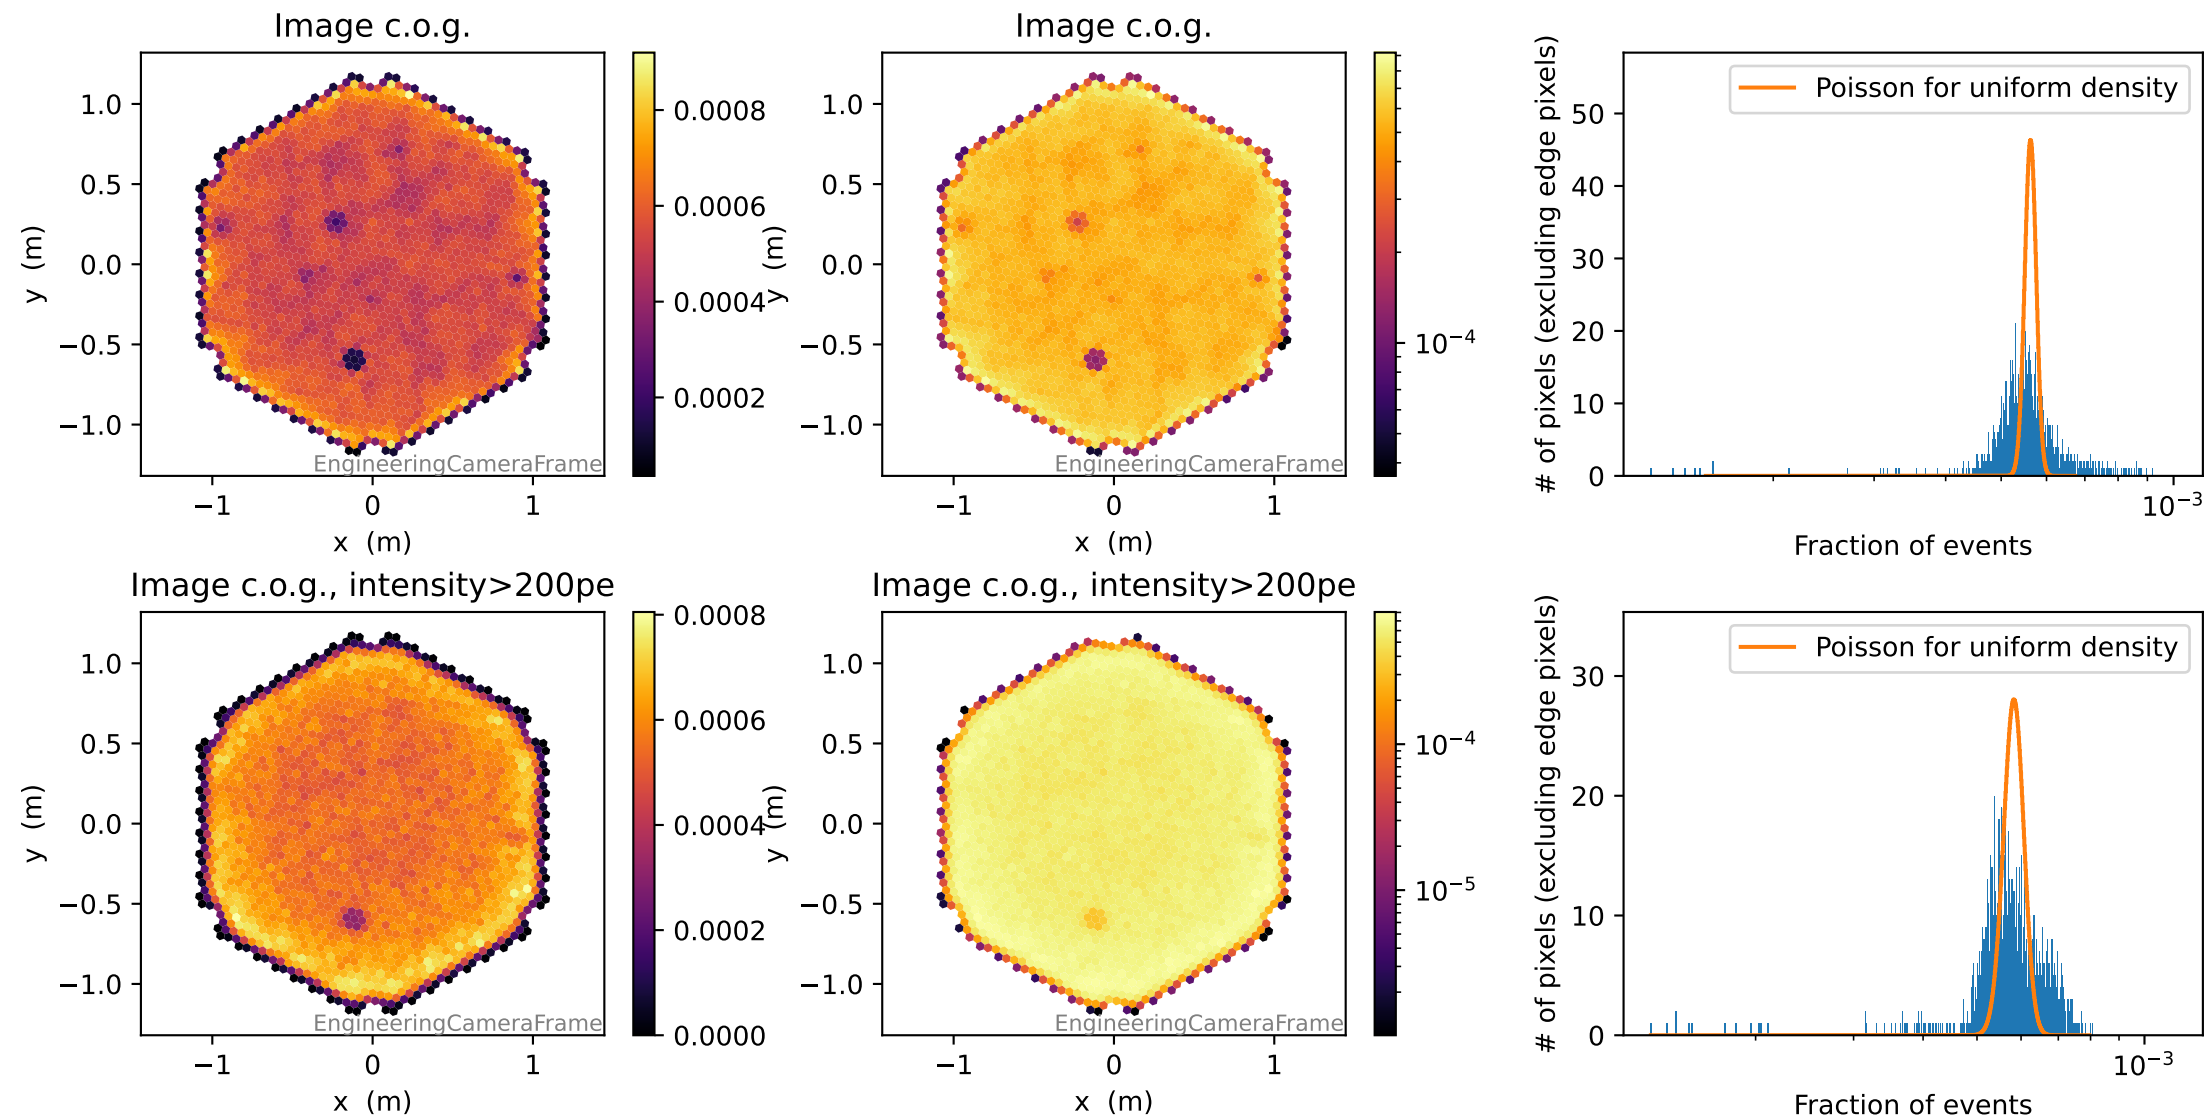 Image c.o.g.
1.0
0.5
0.0
−0.5
−1.0
y (m)
−1
0
1
x (m)
EngineeringCameraFrame
0.0008
0.0006
0.0004
0.0002
Image c.o.g.
1.0
0.5
0.0
−0.5
−1.0
y (m)
−1
0
1
x (m)
EngineeringCameraFrame
10⁻⁴
Poisson for uniform density
50
40
30
20
10
0
# of pixels (excluding edge pixels)
10⁻³
Fraction of events
Image c.o.g., intensity>200pe
1.0
0.5
0.0
−0.5
−1.0
y (m)
−1
0
1
x (m)
EngineeringCameraFrame
0.0008
0.0006
0.0004
0.0002
0.0000
Image c.o.g., intensity>200pe
1.0
0.5
0.0
−0.5
−1.0
y (m)
−1
0
1
x (m)
EngineeringCameraFrame
10⁻⁴
10⁻⁵
Poisson for uniform density
30
20
10
0
# of pixels (excluding edge pixels)
10⁻³
Fraction of events